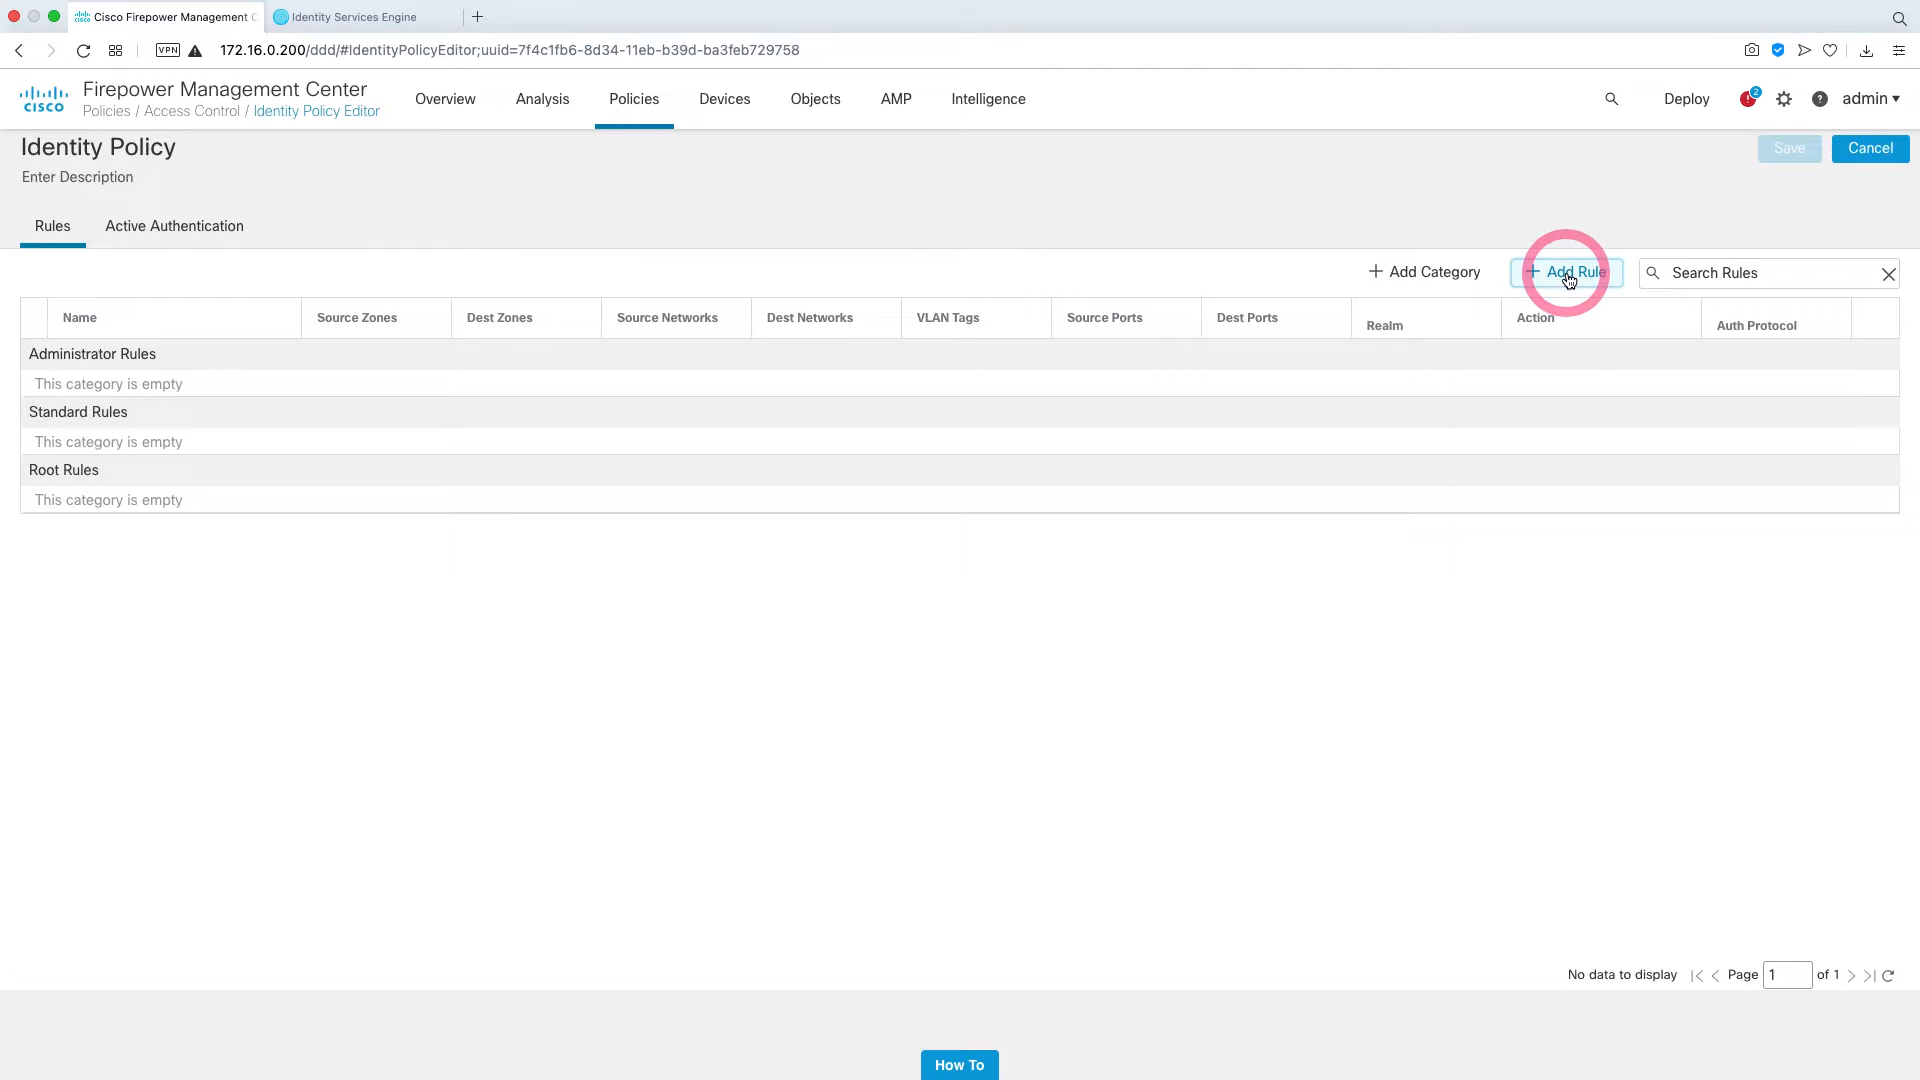 Cisco Firepower Management C
Identity Services Engine
VPN
172.16.0.200/ddd/#IdentityPolicyEditor;uuid=7f4c1fb6-8d34-11eb-b39d-ba3feb729758
cisco
Firepower Management Center
Policies / Access Control / Identity Policy Editor
Overview
Analysis
Policies
Devices
Objects
AMP
Intelligence
Deploy
2
admin
Identity Policy
Save
Cancel
Enter Description
Rules
Active Authentication
Add Category
Add Rule
Search Rules
Name
Source Zones
Dest Zones
Source Networks
Dest Networks
VLAN Tags
Source Ports
Dest Ports
Realm
Action
Auth Protocol
Administrator Rules
This category is empty
Standard Rules
This category is empty
Root Rules
This category is empty
No data to display
Page 1 of 1
How To